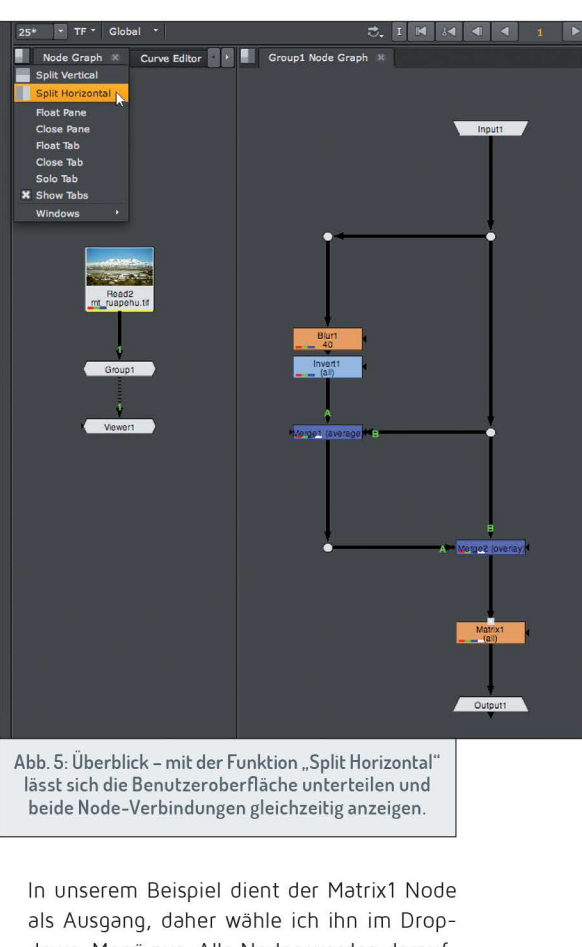 25* TF Global I 1
Node Graph Curve Editor Group1 Node Graph
Split Vertical
Split Horizontal
Float Pane
Close Pane
Float Tab
Close Tab
Solo Tab
Show Tabs
Windows
Read2
mt_ruapehu.tif
1
Group1
1
Viewer1
Input1
Blur1
40
Invert1
(all)
A
Merge1 (average) B
B
A Merge2 (overlay)
Matrix1
(all)
Output1
Abb. 5: Überblick – mit der Funktion „Split Horizontal“
lässt sich die Benutzeroberfläche unterteilen und
beide Node-Verbindungen gleichzeitig anzeigen.
In unserem Beispiel dient der Matrix1 Node
als Ausgang, daher wähle ich ihn im Drop-